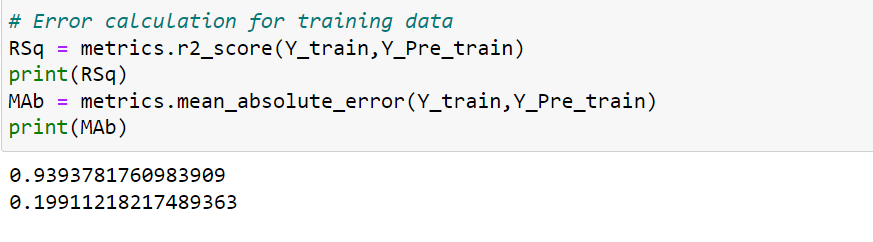 # Error calculation for training data
RSq = metrics.r2_score(Y_train,Y_Pre_train)
print(RSq)
MAb = metrics.mean_absolute_error(Y_train,Y_Pre_train)
print(MAb)
0.9393781760983909
0.19911218217489363